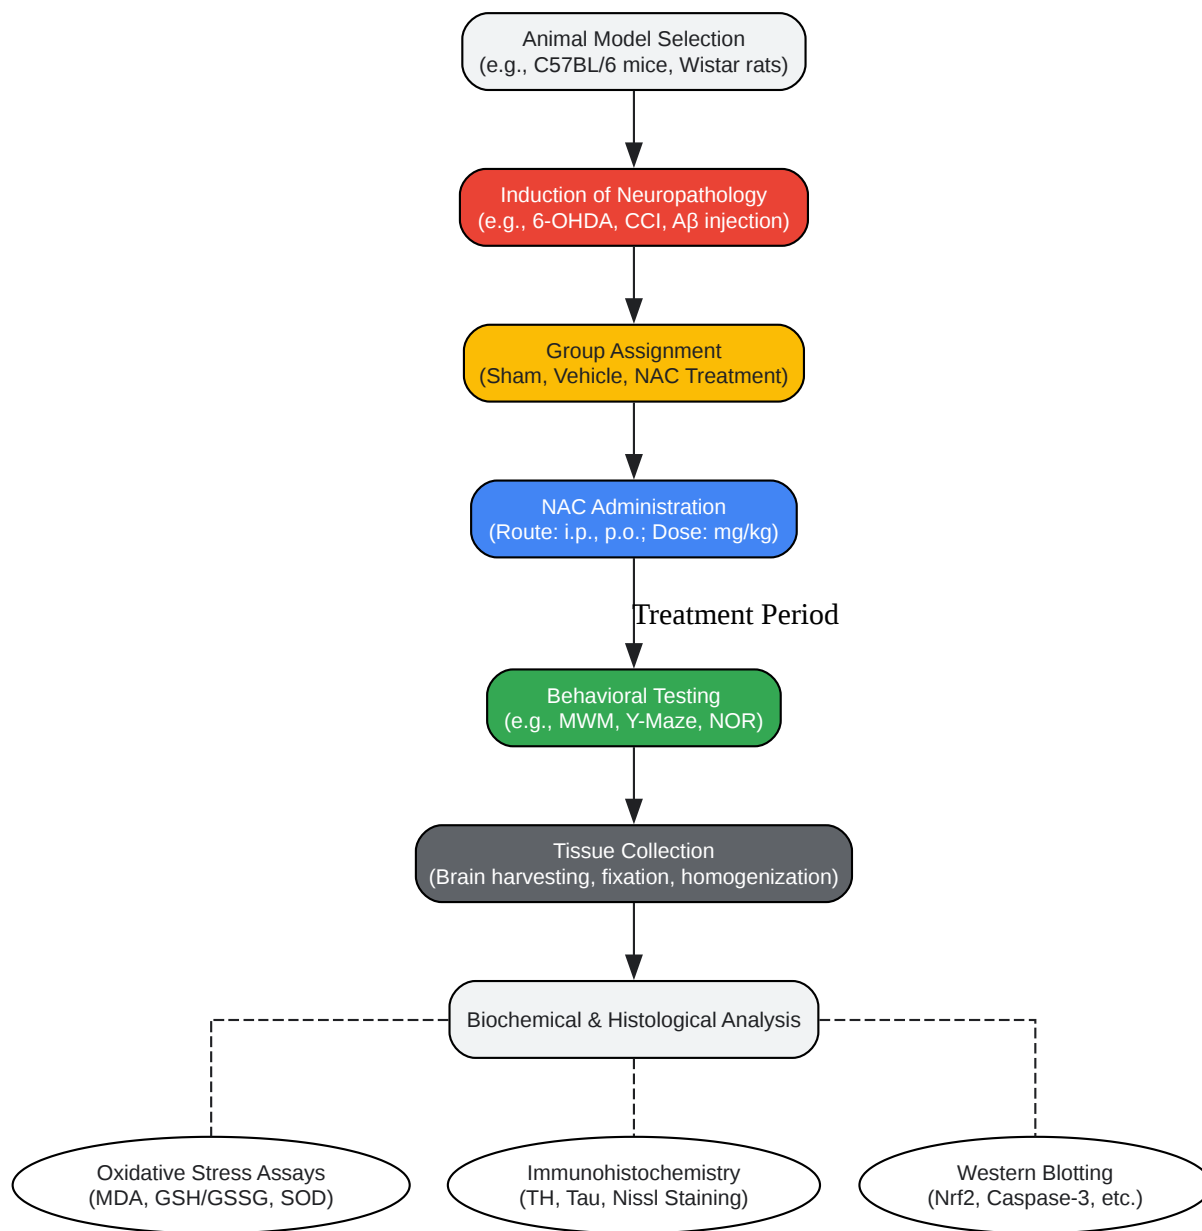 Animal Model Selection
(e.g., C57BL/6 mice, Wistar rats)
Induction of Neuropathology
(e.g., 6-OHDA, CCI, Aβ injection)
Group Assignment
(Sham, Vehicle, NAC Treatment)
NAC Administration
(Route: i.p., p.o.; Dose: mg/kg)
Treatment Period
Behavioral Testing
(e.g., MWM, Y-Maze, NOR)
Tissue Collection
(Brain harvesting, fixation, homogenization)
Biochemical & Histological Analysis
Oxidative Stress Assays
(MDA, GSH/GSSG, SOD)
Immunohistochemistry
(TH, Tau, Nissl Staining)
Western Blotting
(Nrf2, Caspase-3, etc.)